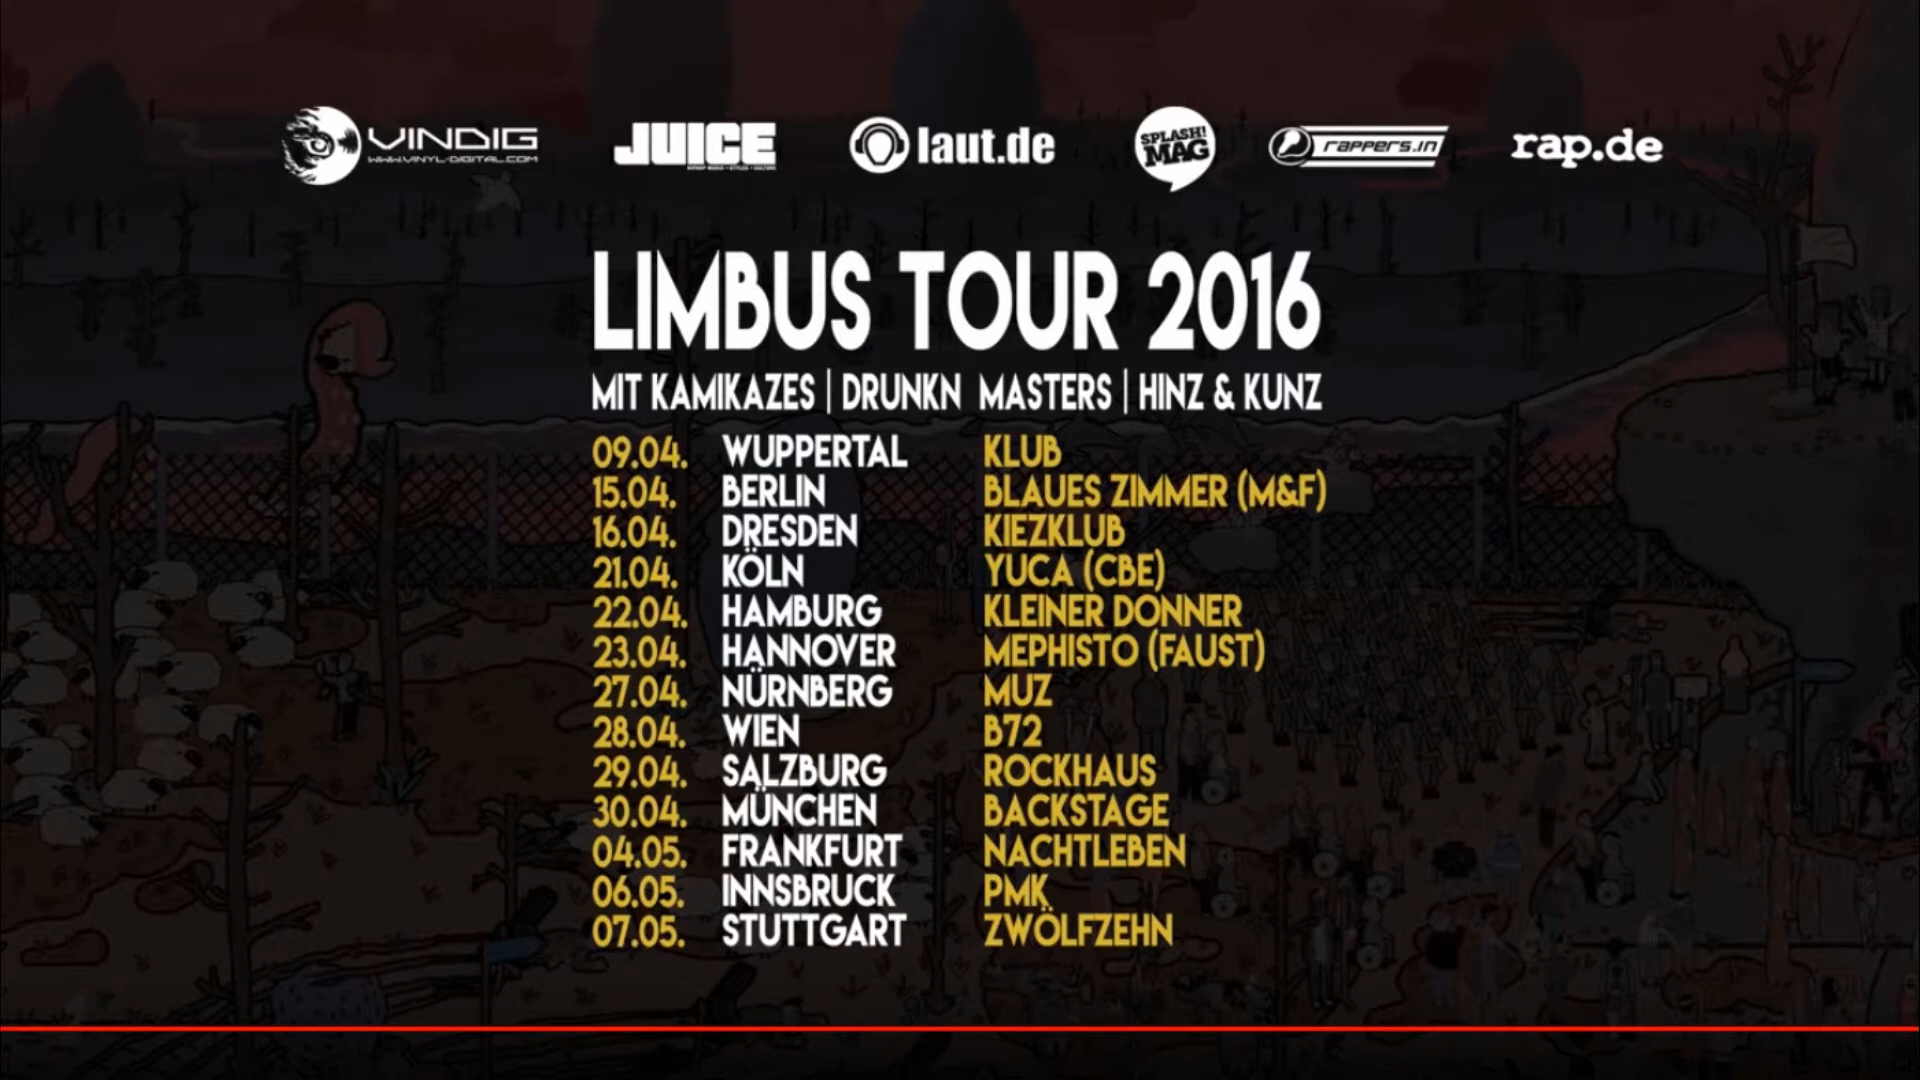 VINDIG
WWW.VINYL-DIGITAL.COM
JUICE
HIPHOP MUSIC • STYLES • CULTURE
laut.de
SPLASH!
MAG
rappers.in
rap.de
LIMBUS TOUR 2016
MIT KAMIKAZES | DRUNKN MASTERS | HINZ & KUNZ
09.04. WUPPERTAL KLUB
15.04. BERLIN BLAUES ZIMMER (M&F)
16.04. DRESDEN KIEZKLUB
21.04. KÖLN YUCA (CBE)
22.04. HAMBURG KLEINER DONNER
23.04. HANNOVER MEPHISTO (FAUST)
27.04. NÜRNBERG MUZ
28.04. WIEN B72
29.04. SALZBURG ROCKHAUS
30.04. MÜNCHEN BACKSTAGE
04.05. FRANKFURT NACHTLEBEN
06.05. INNSBRUCK PMK
07.05. STUTTGART ZWÖLFZEHN